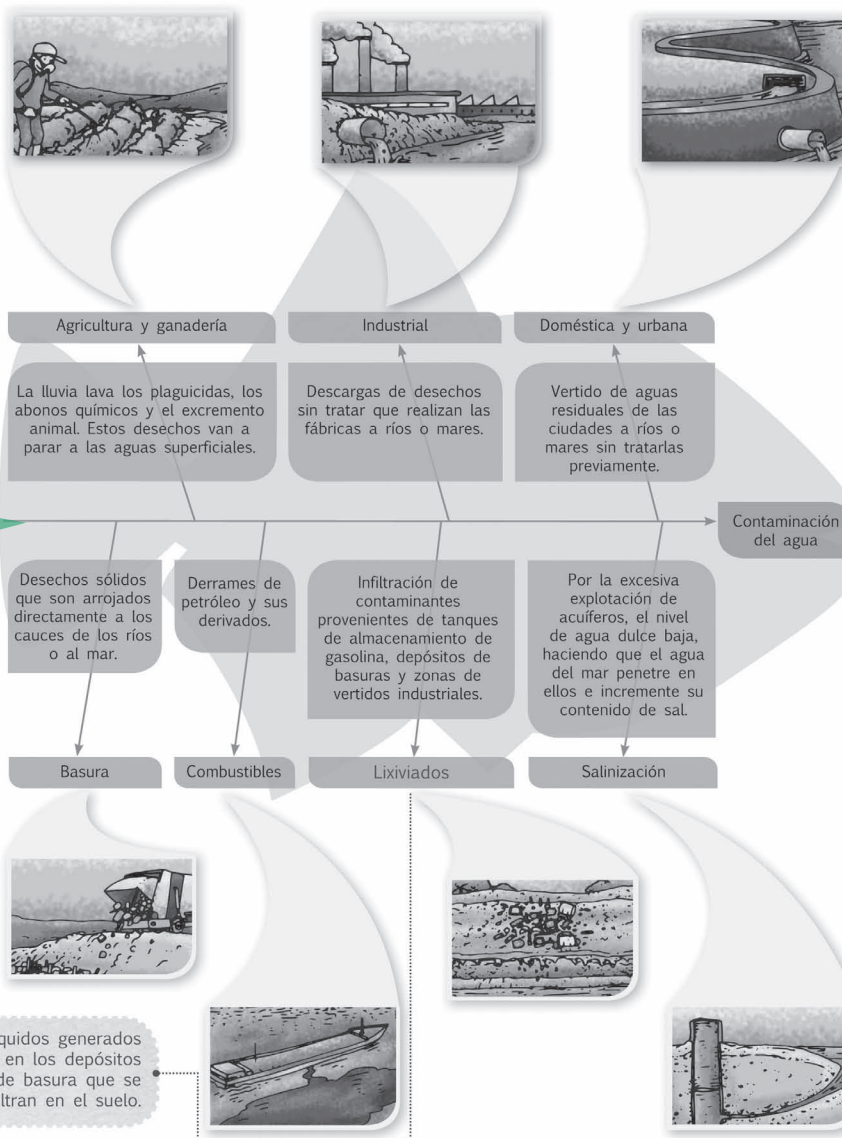 Agricultura y ganadería
La lluvia lava los plaguicidas, los
abonos químicos y el excremento
animal. Estos desechos van a
parar a las aguas superficiales.
Industrial
Descargas de desechos
sin tratar que realizan las
fábricas a ríos o mares.
Doméstica y urbana
Vertido de aguas
residuales de las
ciudades a ríos o
mares sin tratarlas
previamente.
Contaminación
del agua
Desechos sólidos
que son arrojados
directamente a los
cauces de los ríos
o al mar.
Basura
Derrames de
petróleo y sus
derivados.
Combustibles
Infiltración de
contaminantes
provenientes de tanques
de almacenamiento de
gasolina, depósitos de
basuras y zonas de
vertidos industriales.
Lixiviados
Por la excesiva
explotación de
acuíferos, el nivel
de agua dulce baja,
haciendo que el agua
del mar penetre en
ellos e incremente su
contenido de sal.
Salinización
quidos generados
en los depósitos
de basura que se
ltran en el suelo.